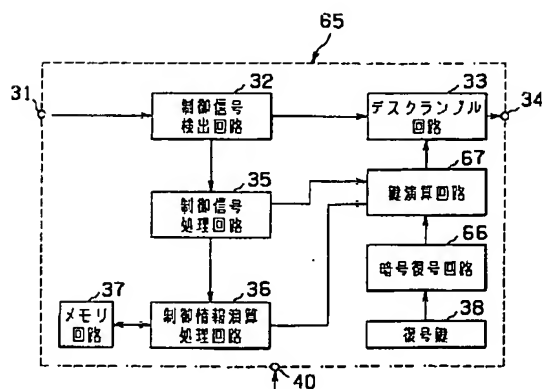 65
31
32
制御信号
検出回路
33
デスクランブル
回路
34
35
制御信号
処理回路
67
鍵演算回路
66
暗号復号回路
37
メモリ
回路
36
制御情報演算
処理回路
38
復号鍵
40